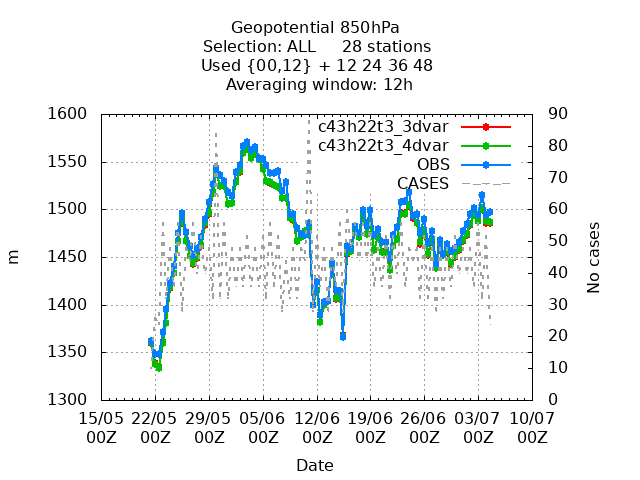 Geopotential 850hPa
Selection: ALL     28 stations
Used {00,12} + 12 24 36 48
Averaging window: 12h
c43h22t3_3dvar
c43h22t3_4dvar
OBS
CASES
1600
1550
1500
1450
1400
1350
1300
m
90
80
70
60
50
40
30
20
10
0
No cases
15/05 22/05 29/05 05/06 12/06 19/06 26/06 03/07 10/07
00Z 00Z 00Z 00Z 00Z 00Z 00Z 00Z 00Z
Date